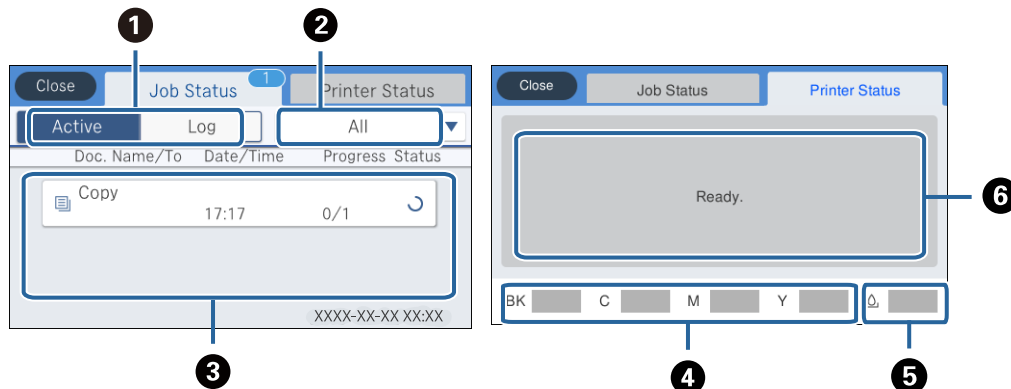 1 2
Close Job Status 1 Printer Status
Active Log All
Doc. Name/To Date/Time Progress Status
Copy
17:17 0/1
XXXX-XX-XX XX:XX
3
Close Job Status Printer Status
Ready.
6
BK C M Y
4 5